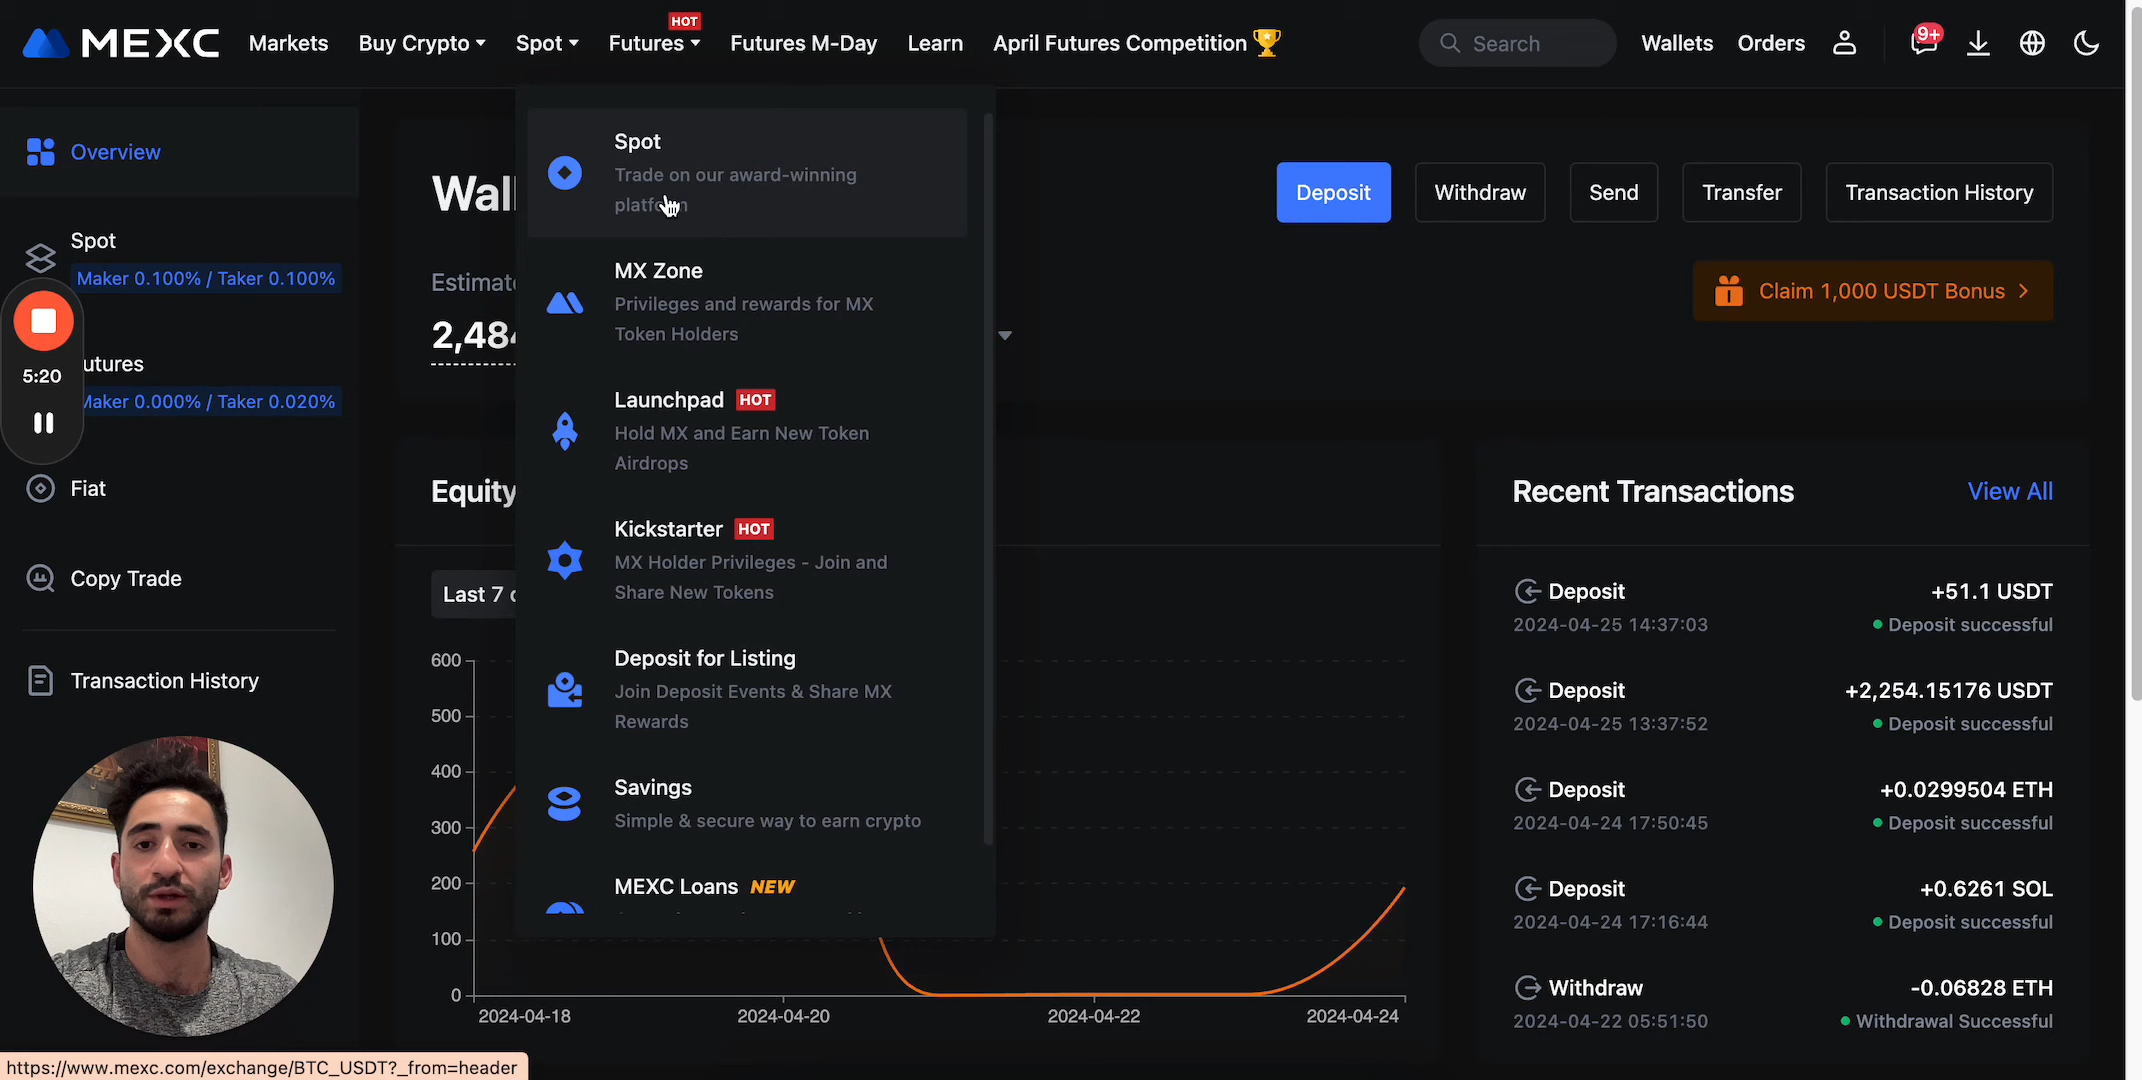 MEXC
Markets
Buy Crypto
Spot
Futures
HOT
Futures M-Day
Learn
April Futures Competition
Search
Wallets
Orders
9+
Overview
Spot
Maker 0.100% / Taker 0.100%
5:20
utures
Maker 0.000% / Taker 0.020%
Fiat
Copy Trade
Transaction History
Spot
Trade on our award-winning
platform
MX Zone
Privileges and rewards for MX
Token Holders
Launchpad HOT
Hold MX and Earn New Token
Airdrops
Kickstarter HOT
MX Holder Privileges - Join and
Share New Tokens
Deposit for Listing
Join Deposit Events & Share MX
Rewards
Savings
Simple & secure way to earn crypto
MEXC Loans NEW
Deposit
Withdraw
Send
Transfer
Transaction History
Claim 1,000 USDT Bonus
2,484
Equity
Last 7
600
500
400
300
200
100
0
2024-04-18
2024-04-20
2024-04-22
2024-04-24
Recent Transactions
View All
Deposit +51.1 USDT
2024-04-25 14:37:03 Deposit successful
Deposit +2,254.15176 USDT
2024-04-25 13:37:52 Deposit successful
Deposit +0.0299504 ETH
2024-04-24 17:50:45 Deposit successful
Deposit +0.6261 SOL
2024-04-24 17:16:44 Deposit successful
Withdraw -0.06828 ETH
2024-04-22 05:51:50 Withdrawal Successful
https://www.mexc.com/exchange/BTC_USDT?_from=header